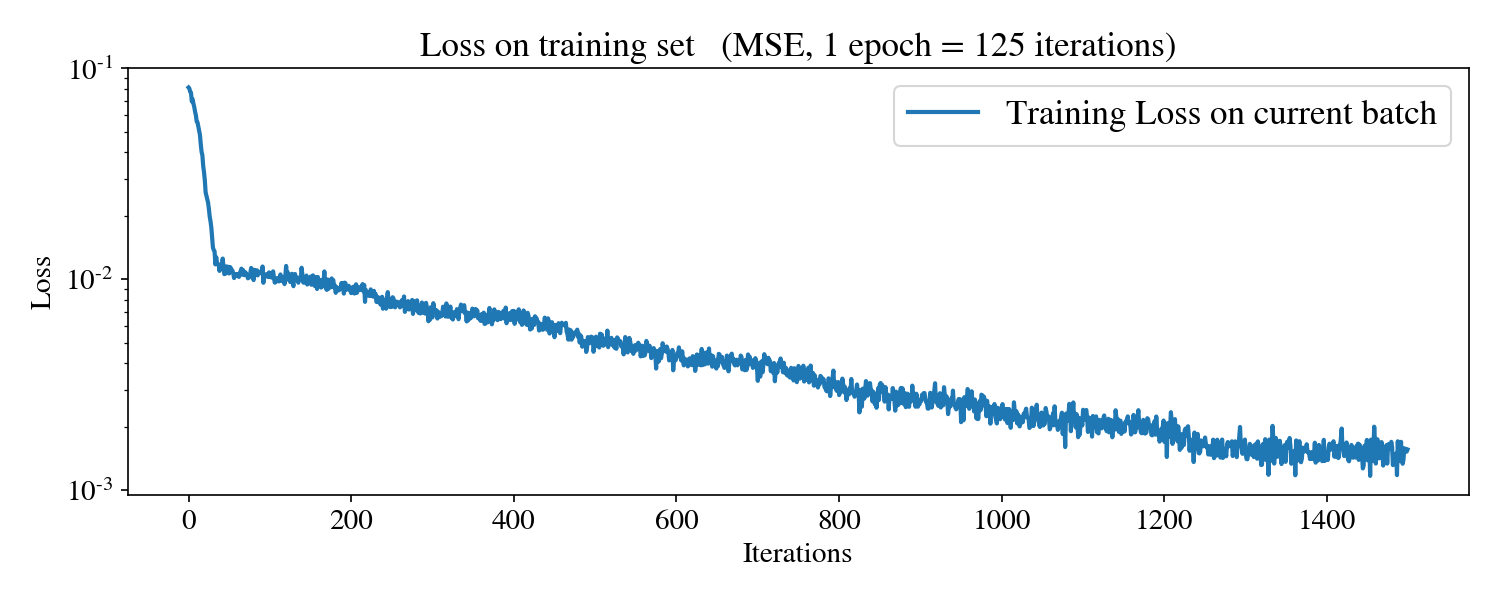 Loss on training set   (MSE, 1 epoch = 125 iterations)
10⁻¹
Training Loss on current batch
10⁻²
Loss
10⁻³
0 200 400 600 800 1000 1200 1400
Iterations